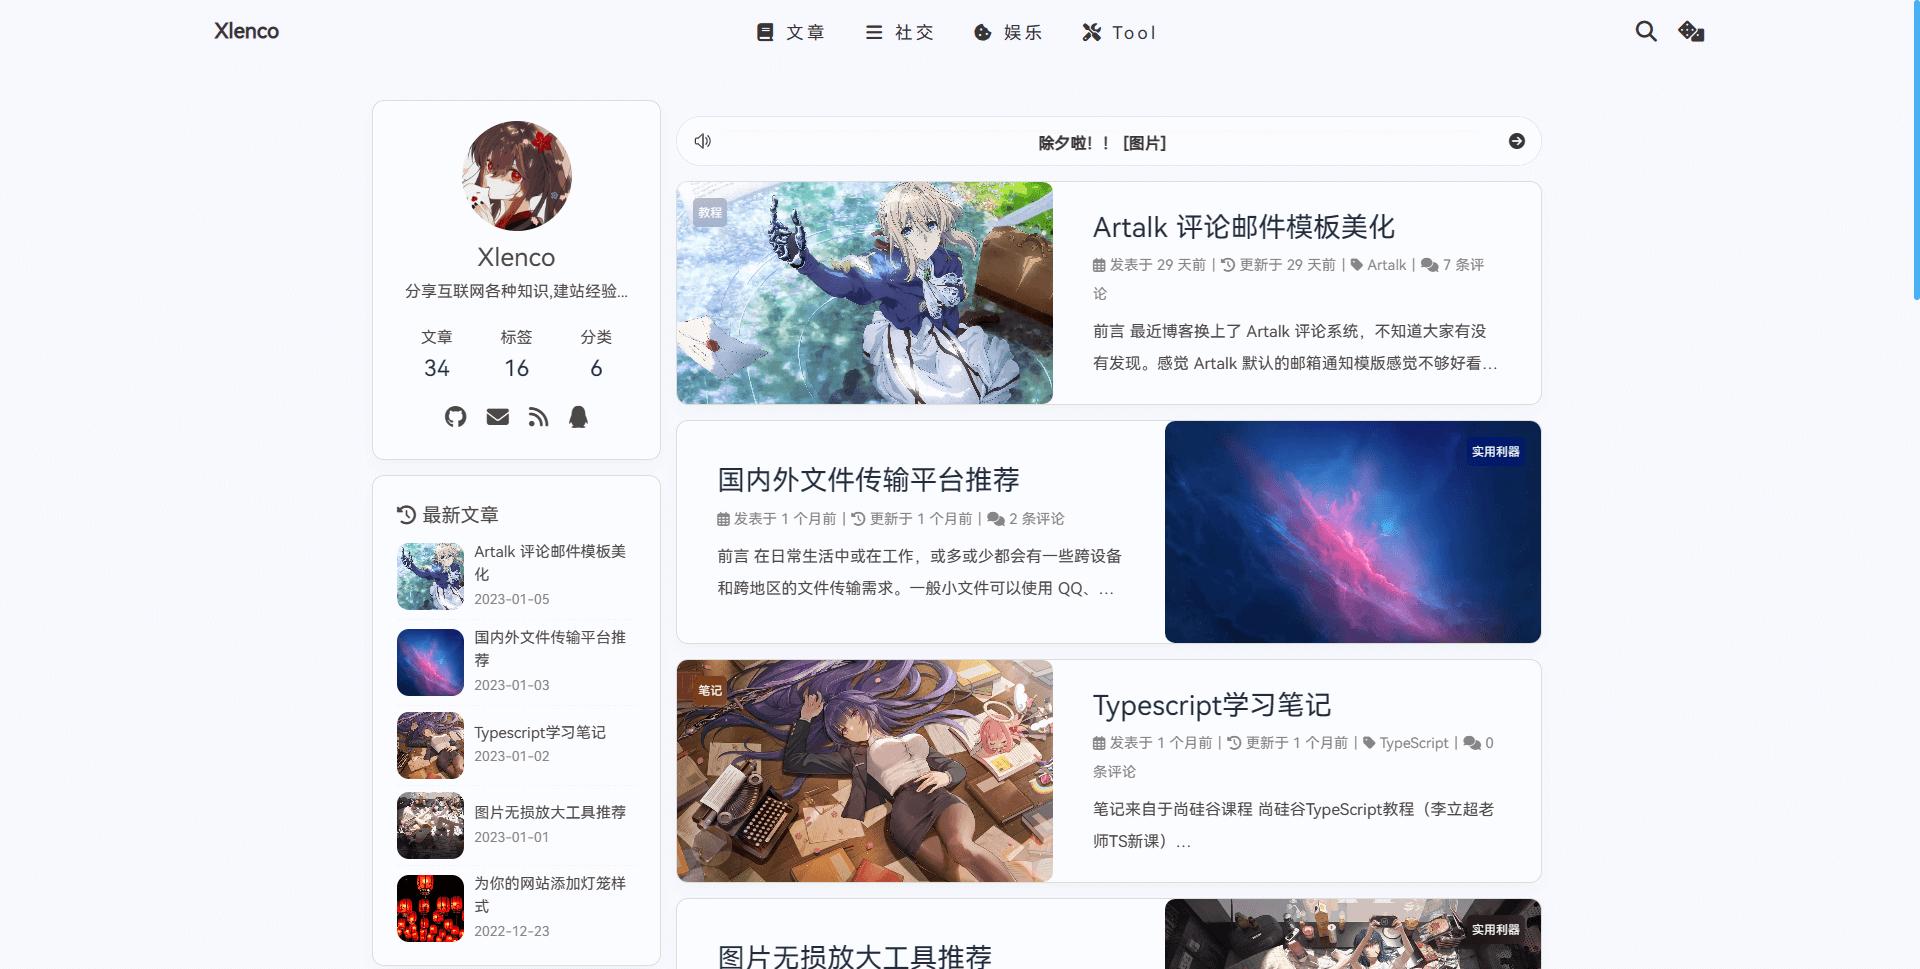 Xlenco
文章
社交
娱乐
Tool
Xlenco
分享互联网各种知识,建站经验...
文章
标签
分类
34
16
6
最新文章
Artalk 评论邮件模板美
化
2023-01-05
国内外文件传输平台推
荐
2023-01-03
Typescript学习笔记
2023-01-02
图片无损放大工具推荐
2023-01-01
为你的网站添加灯笼样
式
2022-12-23
除夕啦！！ [图片]
教程
Artalk 评论邮件模板美化
发表于 29 天前 | 更新于 29 天前 | Artalk | 7 条评
论
前言 最近博客换上了 Artalk 评论系统，不知道大家有没
有发现。感觉 Artalk 默认的邮箱通知模版感觉不够好看...
国内外文件传输平台推荐
发表于 1 个月前 | 更新于 1 个月前 | 2 条评论
前言 在日常生活中或在工作，或多或少都会有一些跨设备
和跨地区的文件传输需求。一般小文件可以使用 QQ、...
实用利器
笔记
Typescript学习笔记
发表于 1 个月前 | 更新于 1 个月前 | TypeScript | 0
条评论
笔记来自于尚硅谷课程 尚硅谷TypeScript教程（李立超老
师TS新课）...
图片无损放大工具推荐
实用利器